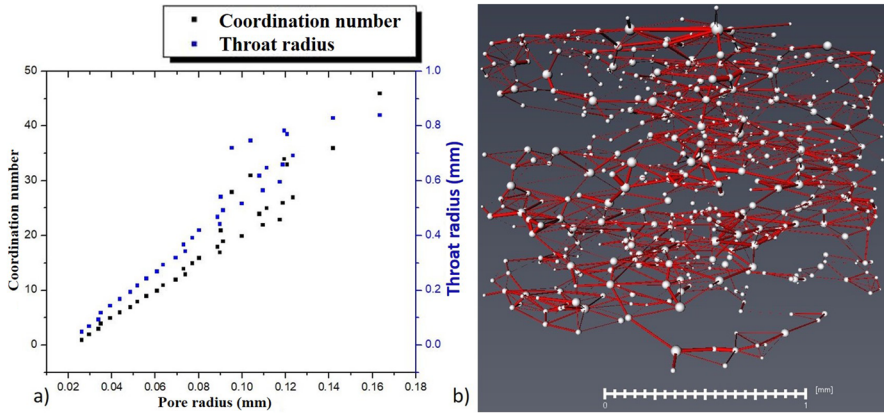 Coordination number
Throat radius
50
40
30
20
10
0
Coordination number
1.0
0.8
0.6
0.4
0.2
0.0
Throat radius (mm)
0.02 0.04 0.06 0.08 0.10 0.12 0.14 0.16 0.18
a) Pore radius (mm)
b)
[mm]
0 1